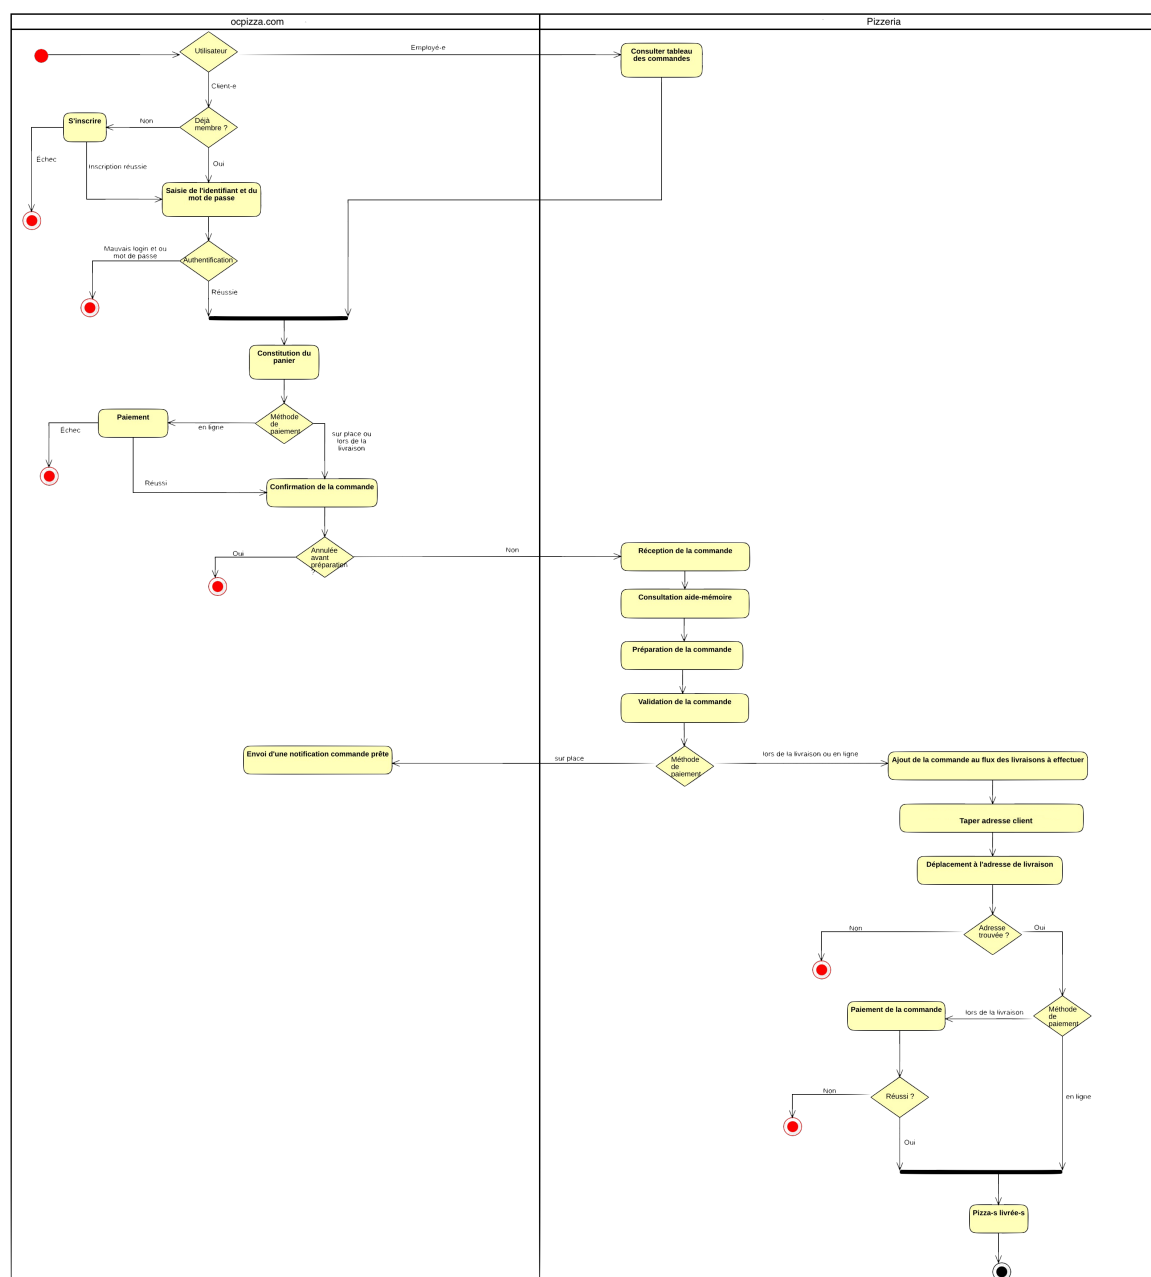 ocpizza.com
Pizzeria
Utilisateur
Employé-e
Consulter tableau
des commandes
Client-e
S'inscrire
Non
Déjà
membre ?
Échec
Inscription réussie
Oui
Saisie de l'identifiant et du
mot de passe
Mauvais login et ou
mot de passe
Authentification
Réussie
Constitution du
panier
Paiement
Échec
en ligne
Méthode
de
paiement
sur place ou
lors de la
livraison
Réussi
Confirmation de la commande
Oui
Annulée
avant
préparation
?
Non
Réception de la commande
Consultation aide-mémoire
Préparation de la commande
Validation de la commande
Envoi d'une notification commande prête
sur place
Méthode
de
paiement
lors de la livraison ou en ligne
Ajout de la commande au flux des livraisons à effectuer
Taper adresse client
Déplacement à l'adresse de livraison
Non
Adresse
trouvée ?
Oui
Paiement de la commande
lors de la livraison
Méthode
de
paiement
Non
Réussi ?
en ligne
Oui
Pizza-s livrée-s